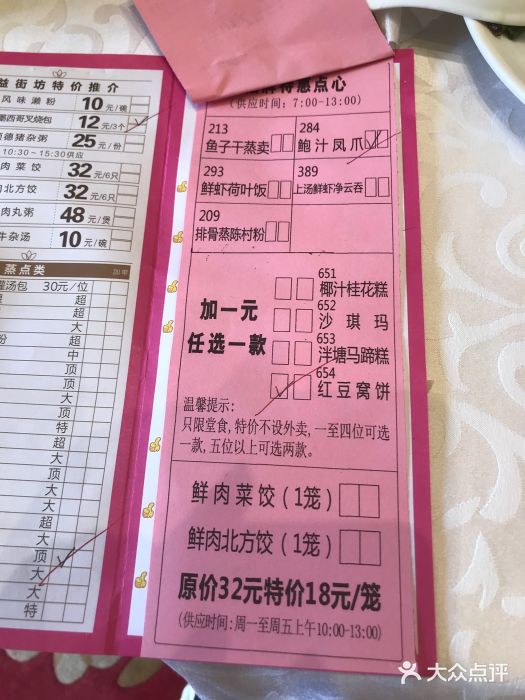 益街坊特价推介
风味濑粉 10元/碗
墨西哥叉烧包 12元/3个
顺德猪杂粥 25元/份
10:30~15:30供应
肉菜饺 32元/6只
肉北方饺 32元/6只
肉丸粥 48元/煲
牛杂汤 10元/碗
蒸点类
灌汤包 30元/位
超
超
大
超
中
大
顶
顶
特
超
大
顶
大
大
超
大
顶
大
大
特
牌特惠点心
(供应时间:7:00-13:00)
213
鱼子干蒸卖
284
鲍汁凤爪
293
鲜虾荷叶饭
389
上汤鲜虾净云吞
209
排骨蒸陈村粉
加一元
任选一款
651
椰汁桂花糕
652
沙琪玛
653
泮塘马蹄糕
654
红豆窝饼
温馨提示:
只限堂食,特价不设外卖,一至四位可选
一款,五位以上可选两款。
鲜肉菜饺(1笼)
鲜肉北方饺(1笼)
原价32元特价18元/笼
(供应时间:周一至周五上午10:00-13:00)
大众点评